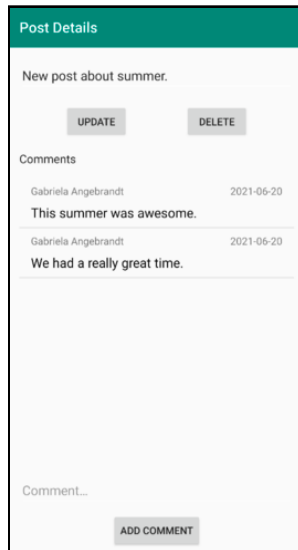 Post Details
New post about summer.
UPDATE DELETE
Comments
Gabriela Angebrandt 2021-06-20
This summer was awesome.
Gabriela Angebrandt 2021-06-20
We had a really great time.
Comment...
ADD COMMENT